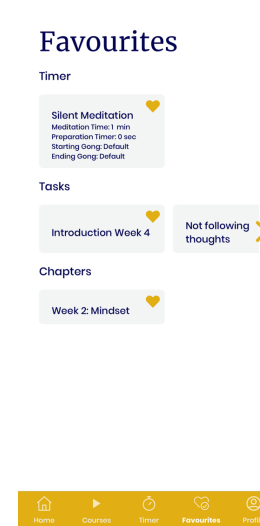 Favourites
Timer
Silent Meditation
Meditation Time: 1 min
Preparation Timer: 0 sec
Starting Gong: Default
Ending Gong: Default
Tasks
Introduction Week 4
Not following
thoughts
Chapters
Week 2: Mindset
Home Courses Timer Favourites